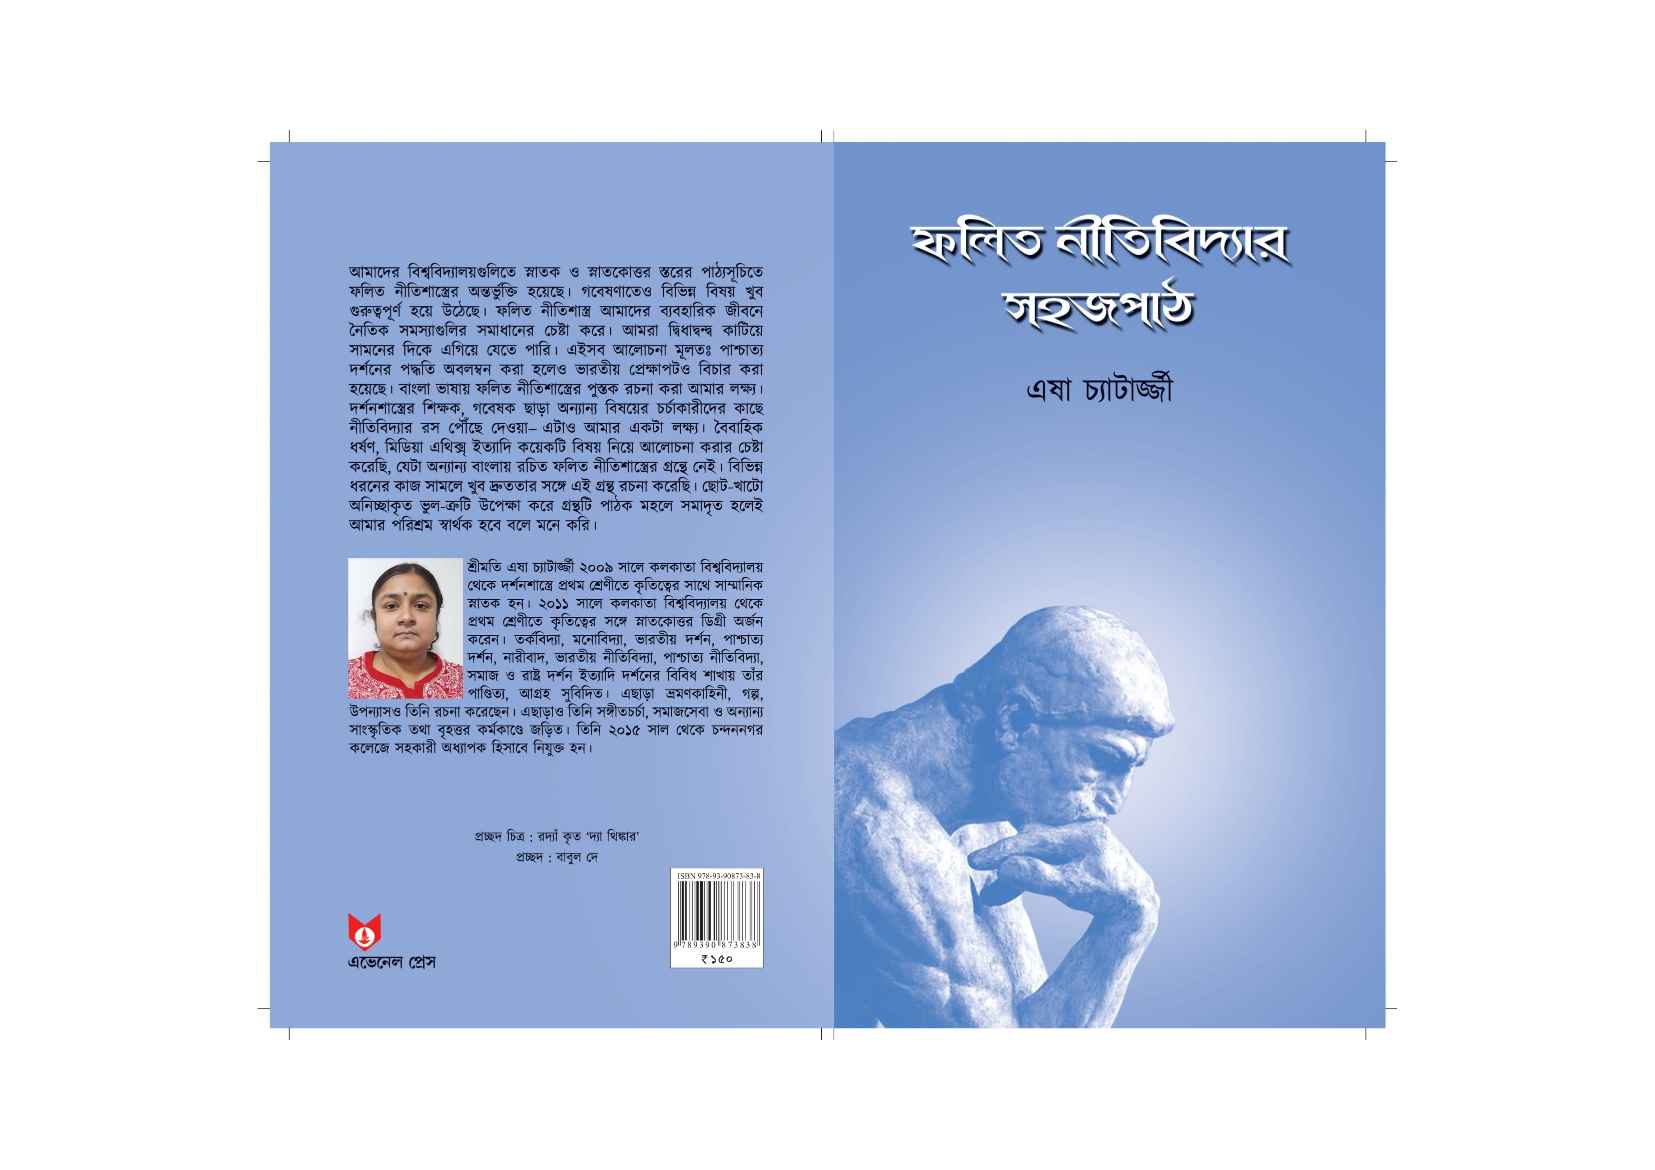 আমাদের বিশ্ববিদ্যালয়গুলিতে স্নাতক ও স্নাতকোত্তর স্তরের পাঠ্যসূচিতে
ফলিত নীতিশাস্ত্রের অন্তর্ভুক্তি হয়েছে। গবেষণাতেও বিভিন্ন বিষয় খুব
গুরুত্বপূর্ণ হয়ে উঠেছে। ফলিত নীতিশাস্ত্র আমাদের ব্যবহারিক জীবনে
নৈতিক সমস্যাগুলির সমাধানের চেষ্টা করে। আমরা দ্বিধাদ্বন্দ্ব কাটিয়ে
সামনের দিকে এগিয়ে যেতে পারি। এইসব আলোচনা মূলতঃ পাশ্চাত্য
দর্শনের পদ্ধতি অবলম্বন করা হলেও ভারতীয় প্রেক্ষাপটও বিচার করা
হয়েছে। বাংলা ভাষায় ফলিত নীতিশাস্ত্রের পুস্তক রচনা করা আমার লক্ষ্য।
দর্শনশাস্ত্রের শিক্ষক, গবেষক ছাড়া অন্যান্য বিষয়ের চর্চাকারীদের কাছে
নীতিবিদ্যার রস পৌঁছে দেওয়া– এটাও আমার একটা লক্ষ্য। বৈবাহিক
ধর্ষণ, মিডিয়া এথিক্স্ ইত্যাদি কয়েকটি বিষয় নিয়ে আলোচনা করার চেষ্টা
করেছি, যেটা অন্যান্য বাংলায় রচিত ফলিত নীতিশাস্ত্রের গ্রন্থে নেই। বিভিন্ন
ধরনের কাজ সামলে খুব দ্রুততার সঙ্গে এই গ্রন্থ রচনা করেছি। ছোট-খাটো
অনিচ্ছাকৃত ভুল-ত্রুটি উপেক্ষা করে গ্রন্থটি পাঠক মহলে সমাদৃত হলেই
আমার পরিশ্রম স্বার্থক হবে বলে মনে করি।
শ্রীমতি এষা চ্যাটার্জ্জী ২০০৯ সালে কলকাতা বিশ্ববিদ্যালয়
থেকে দর্শনশাস্ত্রে প্রথম শ্রেণীতে কৃতিত্বের সাথে সাম্মানিক
স্নাতক হন। ২০১১ সালে কলকাতা বিশ্ববিদ্যালয় থেকে
প্রথম শ্রেণীতে কৃতিত্বের সঙ্গে স্নাতকোত্তর ডিগ্রী অর্জন
করেন। তর্কবিদ্যা, মনোবিদ্যা, ভারতীয় দর্শন, পাশ্চাত্য
দর্শন, নারীবাদ, ভারতীয় নীতিবিদ্যা, পাশ্চাত্য নীতিবিদ্যা,
সমাজ ও রাষ্ট্র দর্শন ইত্যাদি দর্শনের বিবিধ শাখায় তাঁর
পাণ্ডিত্য, আগ্রহ সুবিদিত। এছাড়া ভ্রমণকাহিনী, গল্প,
উপন্যাসও তিনি রচনা করেছেন। এছাড়াও তিনি সঙ্গীতচর্চা, সমাজসেবা ও অন্যান্য
সাংস্কৃতিক তথা বৃহত্তর কর্মকাণ্ডে জড়িত। তিনি ২০১৫ সাল থেকে চন্দননগর
কলেজে সহকারী অধ্যাপক হিসাবে নিযুক্ত হন।
প্রচ্ছদ চিত্র : রদ্যাঁ কৃত ‘দ্যা থিঙ্কার’
প্রচ্ছদ : বাবুল দে
ISBN 978-93-90873-83-8
9 789390 873838
₹ ১৫০
এভেনেল প্রেস
ফলিত নীতিবিদ্যার
সহজপাঠ
এষা চ্যাটার্জ্জী